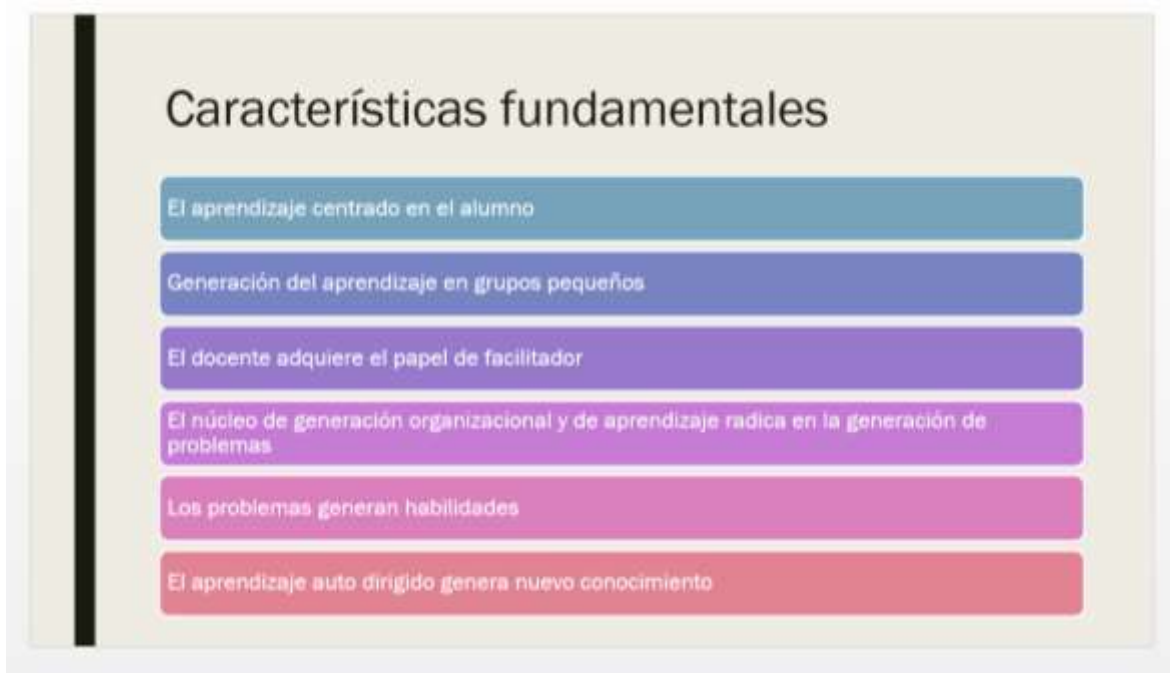 Características fundamentales
El aprendizaje centrado en el alumno
Generación del aprendizaje en grupos pequeños
El docente adquiere el papel de facilitador
El núcleo de generación organizacional y de aprendizaje radica en la generación de
problemas
Los problemas generan habilidades
El aprendizaje auto dirigido genera nuevo conocimiento